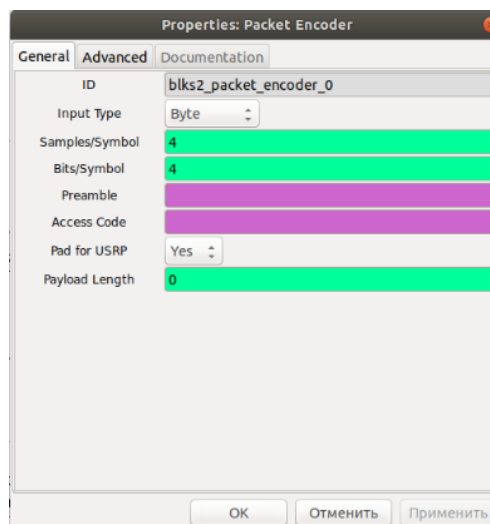 Properties: Packet Encoder
General Advanced Documentation
ID blks2_packet_encoder_0
Input Type Byte
Samples/Symbol 4
Bits/Symbol 4
Preamble
Access Code
Pad for USRP Yes
Payload Length 0
OK Отменить Применить